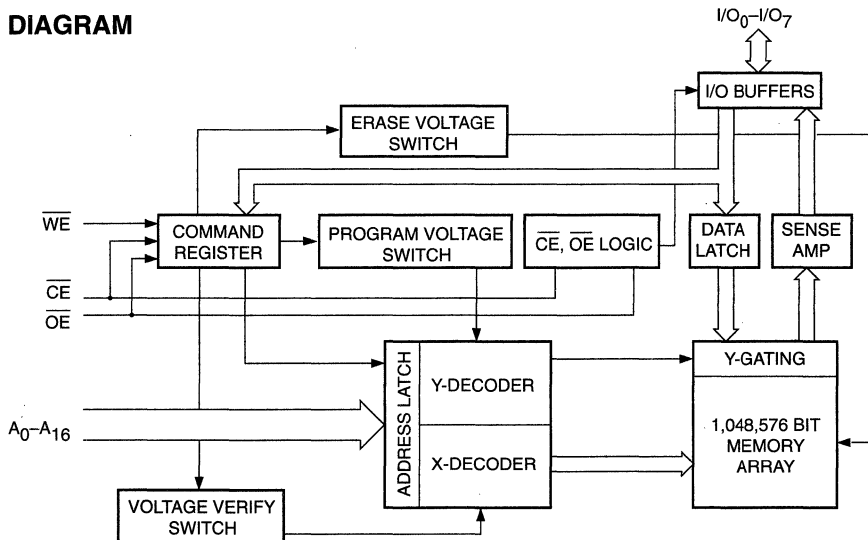 DIAGRAM
I/O0–I/O7
I/O BUFFERS
ERASE VOLTAGE
SWITCH
WE
COMMAND
REGISTER
PROGRAM VOLTAGE
SWITCH
CE, OE LOGIC
DATA
LATCH
SENSE
AMP
CE
OE
ADDRESS LATCH
Y-DECODER
Y-GATING
A0–A16
X-DECODER
1,048,576 BIT
MEMORY
ARRAY
VOLTAGE VERIFY
SWITCH